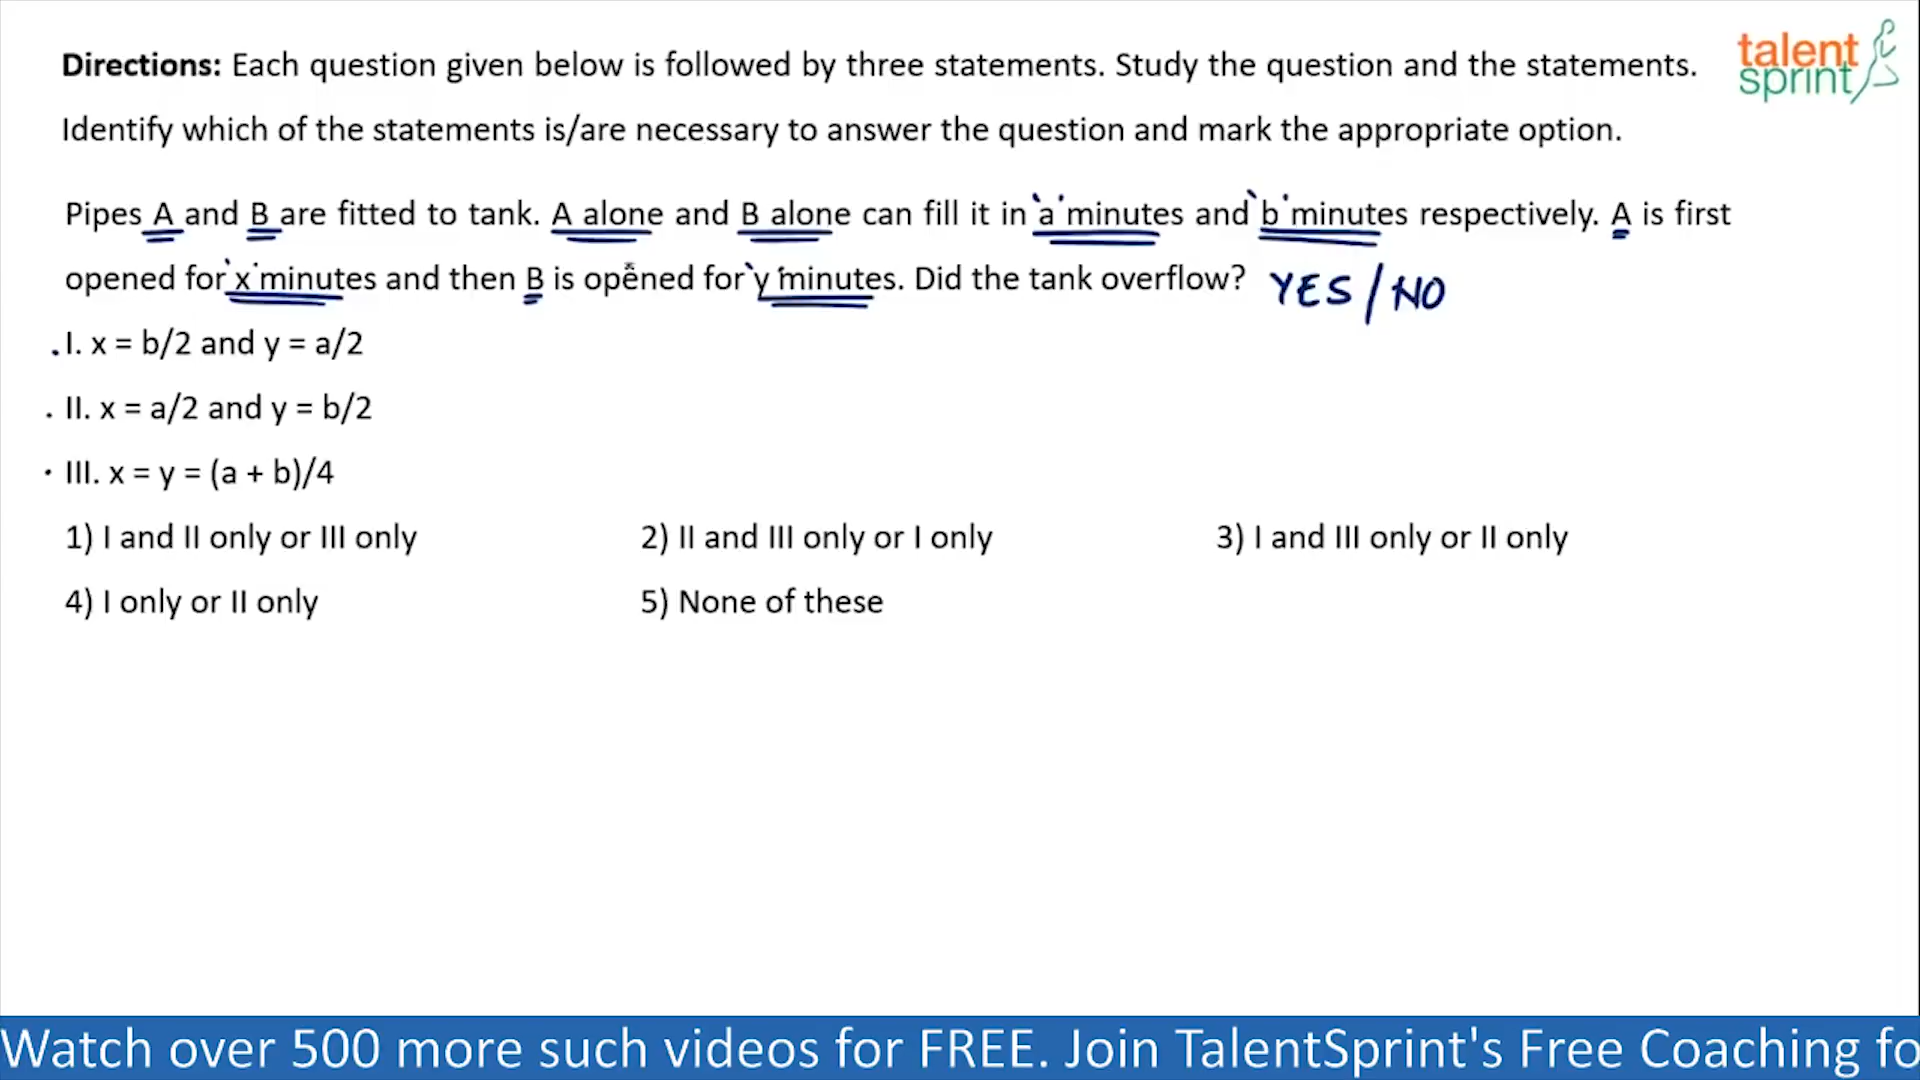 talent
sprint
Directions: Each question given below is followed by three statements. Study the question and the statements.
Identify which of the statements is/are necessary to answer the question and mark the appropriate option.
Pipes A and B are fitted to tank. A alone and B alone can fill it in 'a' minutes and 'b' minutes respectively. A is first
opened for 'x' minutes and then B is opened for 'y' minutes. Did the tank overflow? YES/NO
I. x = b/2 and y = a/2
II. x = a/2 and y = b/2
III. x = y = (a + b)/4
1) I and II only or III only 2) II and III only or I only 3) I and III only or II only
4) I only or II only 5) None of these
Watch over 500 more such videos for FREE. Join TalentSprint's Free Coaching fo